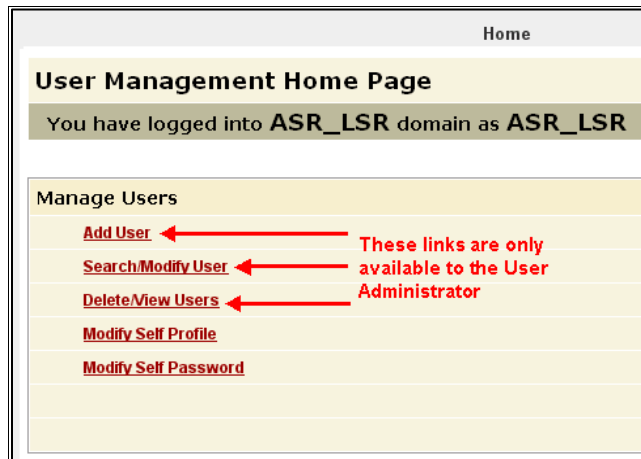 Home
User Management Home Page
You have logged into ASR_LSR domain as ASR_LSR
Manage Users
Add User
Search/Modify User
Delete/View Users
Modify Self Profile
Modify Self Password
These links are only
available to the User
Administrator